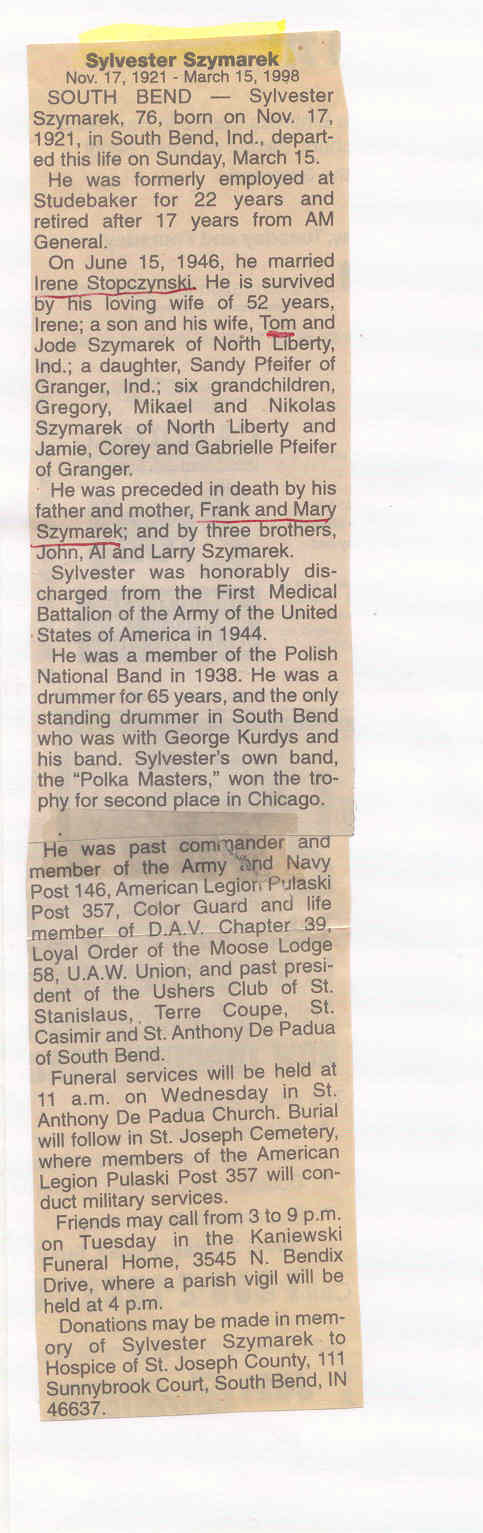 Sylvester Szymarek
Nov. 17, 1921 - March 15, 1998
SOUTH BEND — Sylvester
Szymarek, 76, born on Nov. 17,
1921, in South Bend, Ind., depart-
ed this life on Sunday, March 15.
He was formerly employed at
Studebaker for 22 years and
retired after 17 years from AM
General.
On June 15, 1946, he married
Irene Stopczynski. He is survived
by his loving wife of 52 years,
Irene; a son and his wife, Tom and
Jode Szymarek of North Liberty,
Ind.; a daughter, Sandy Pfeifer of
Granger, Ind.; six grandchildren,
Gregory, Mikael and Nikolas
Szymarek of North Liberty and
Jamie, Corey and Gabrielle Pfeifer
of Granger.
He was preceded in death by his
father and mother, Frank and Mary
Szymarek; and by three brothers,
John, Al and Larry Szymarek.
Sylvester was honorably dis-
charged from the First Medical
Battalion of the Army of the United
States of America in 1944.
He was a member of the Polish
National Band in 1938. He was a
drummer for 65 years, and the only
standing drummer in South Bend
who was with George Kurdys and
his band. Sylvester's own band,
the “Polka Masters,” won the tro-
phy for second place in Chicago.
He was past commander and
member of the Army and Navy
Post 146, American Legion Pulaski
Post 357, Color Guard and life
member of D.A.V. Chapter 39,
Loyal Order of the Moose Lodge
58, U.A.W. Union, and past presi-
dent of the Ushers Club of St.
Stanislaus, Terre Coupe, St.
Casimir and St. Anthony De Padua
of South Bend.
Funeral services will be held at
11 a.m. on Wednesday in St.
Anthony De Padua Church. Burial
will follow in St. Joseph Cemetery,
where members of the American
Legion Pulaski Post 357 will con-
duct military services.
Friends may call from 3 to 9 p.m.
on Tuesday in the Kaniewski
Funeral Home, 3545 N. Bendix
Drive, where a parish vigil will be
held at 4 p.m.
Donations may be made in mem-
ory of Sylvester Szymarek to
Hospice of St. Joseph County, 111
Sunnybrook Court, South Bend, IN
46637.